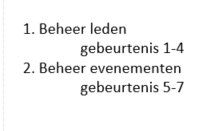 1. Beheer leden
gebeurtenis 1-4
2. Beheer evenementen
gebeurtenis 5-7